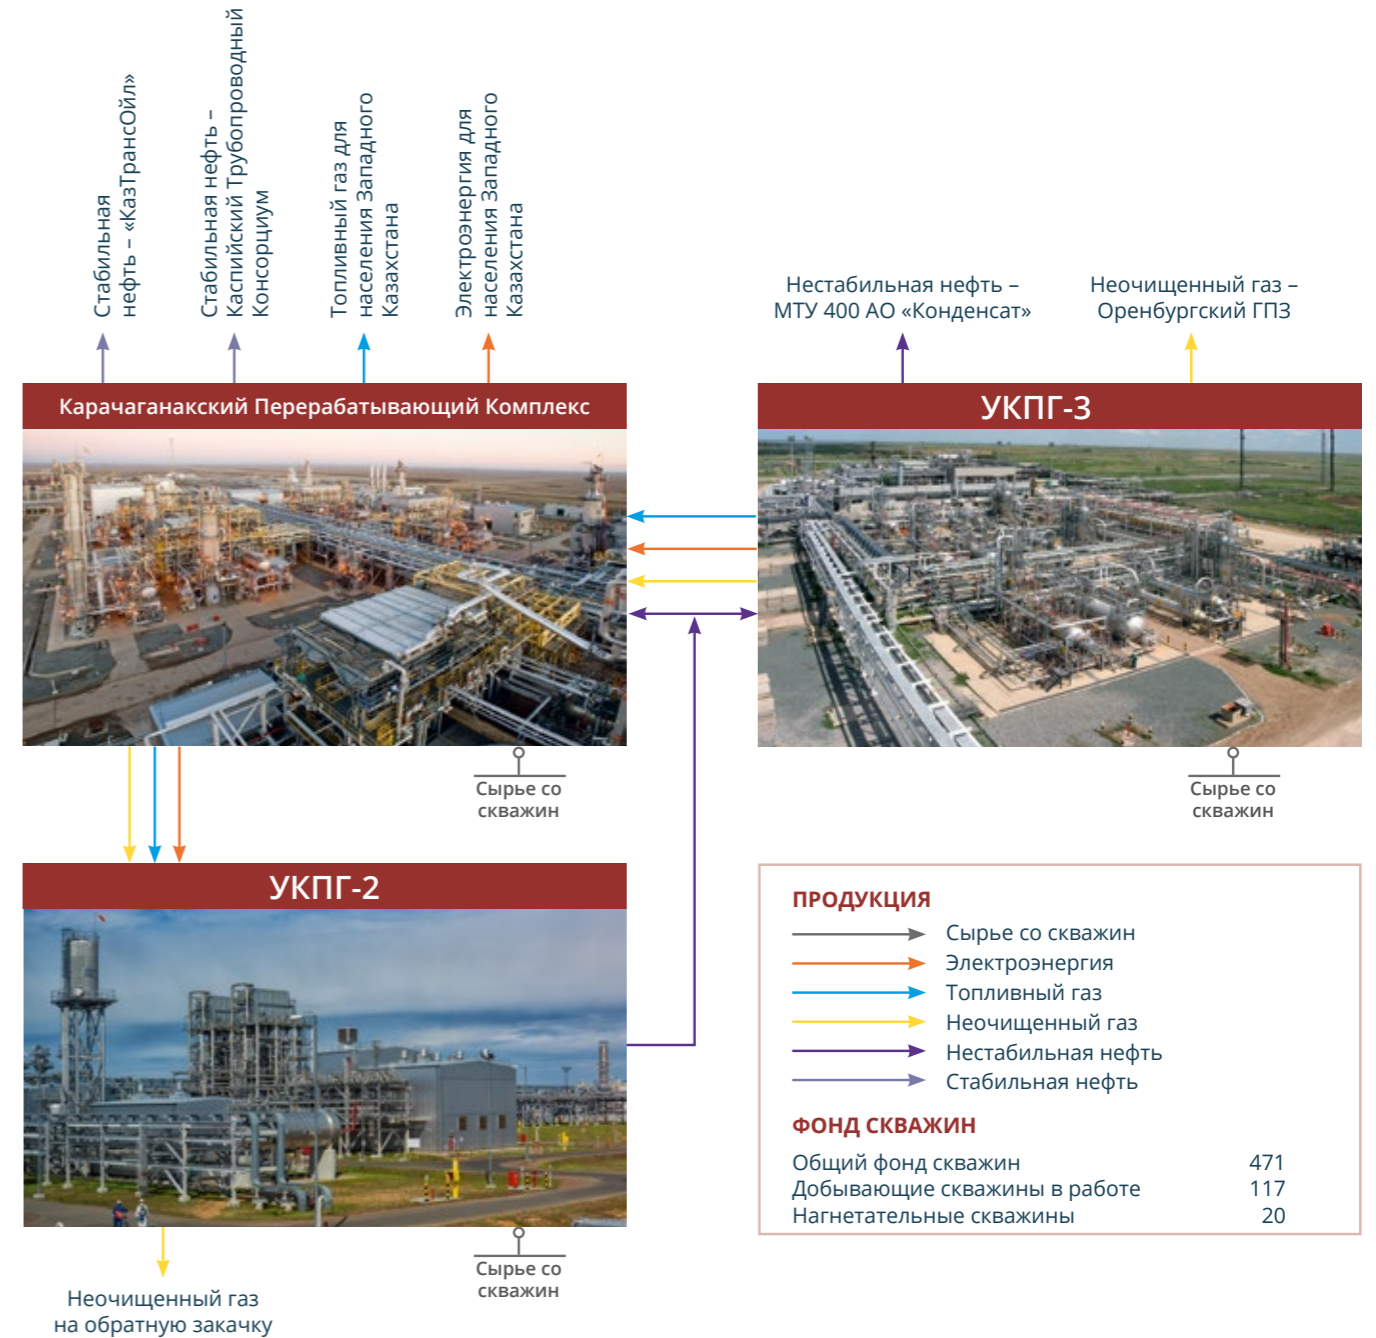 Стабильная
нефть – «КазТрансОйл»
Стабильная нефть –
Каспийский Трубопроводный
Консорциум
Топливный газ для
населения Западного
Казахстана
Электроэнергия для
населения Западного
Казахстана
Нестабильная нефть –
МТУ 400 АО «Конденсат»
Неочищенный газ –
Оренбургский ГПЗ
Карачаганакский Перерабатывающий Комплекс
УКПГ-3
Сырье со
скважин
Сырье со
скважин
УКПГ-2
Сырье со
скважин
Неочищенный газ
на обратную закачку
ПРОДУКЦИЯ
Сырье со скважин
Электроэнергия
Топливный газ
Неочищенный газ
Нестабильная нефть
Стабильная нефть
ФОНД СКВАЖИН
Общий фонд скважин 471
Добывающие скважины в работе 117
Нагнетательные скважины 20